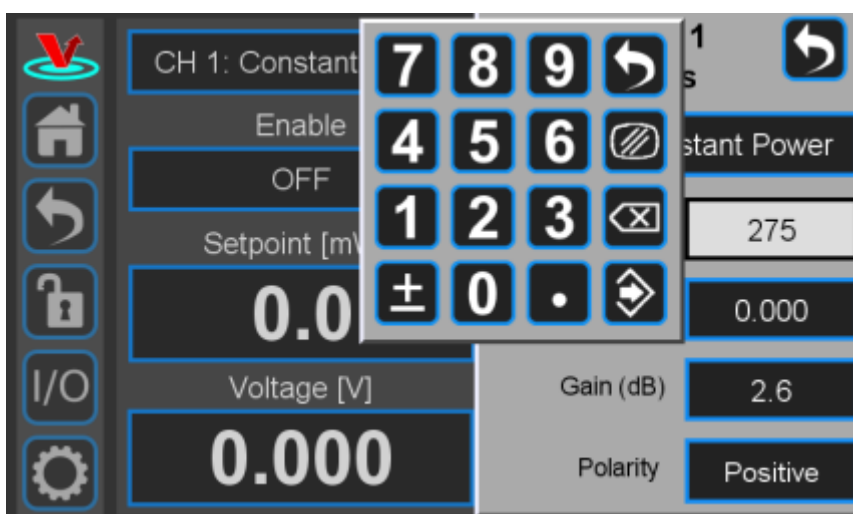 CH 1: Constant
Enable
OFF
Setpoint [m
0.0
Voltage [V]
0.000
I/O
7 8 9
4 5 6
1 2 3
± 0 .
1
s
stant Power
275
0.000
Gain (dB)
2.6
Polarity
Positive